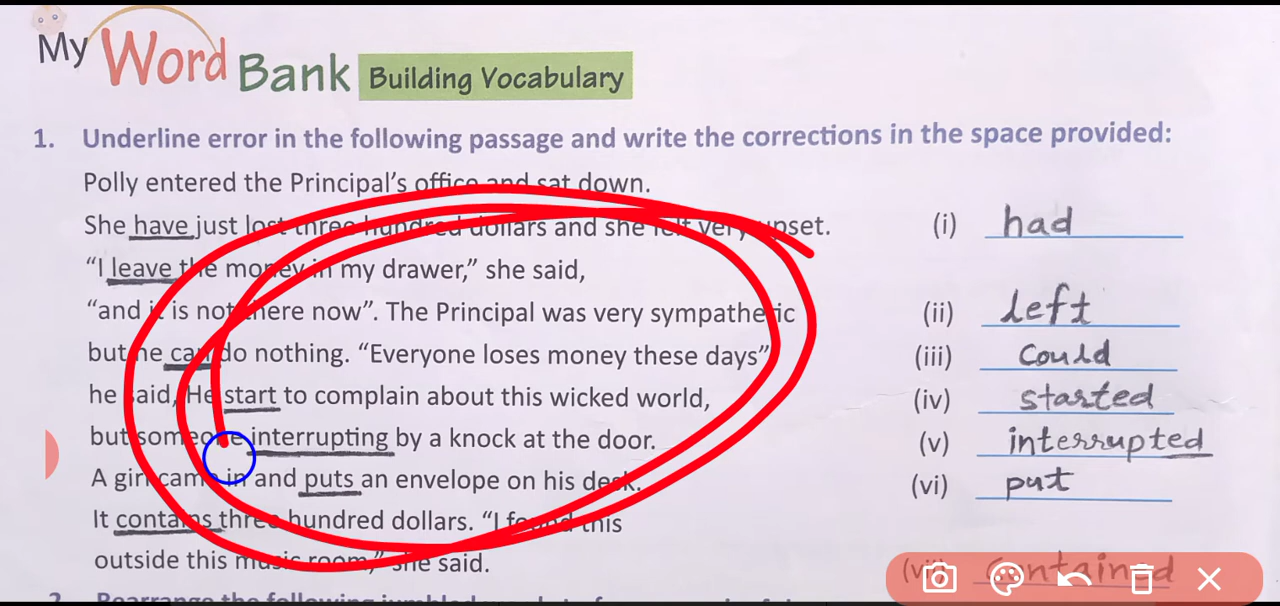 My Word Bank Building Vocabulary
1. Underline error in the following passage and write the corrections in the space provided:
Polly entered the Principal's office and sat down.
She have just lost three hundred dollars and she felt very upset. (i) had
"I leave the money in my drawer," she said,
"and it is not there now". The Principal was very sympathetic (ii) left
but he can do nothing. "Everyone loses money these days" (iii) could
he said, He start to complain about this wicked world, (iv) started
but someone interrupting by a knock at the door. (v) interrupted
A girl came in and puts an envelope on his desk. (vi) put
It contains three hundred dollars. "I found this
outside this music room," she said. (vii) contained
2. Rearrange the following